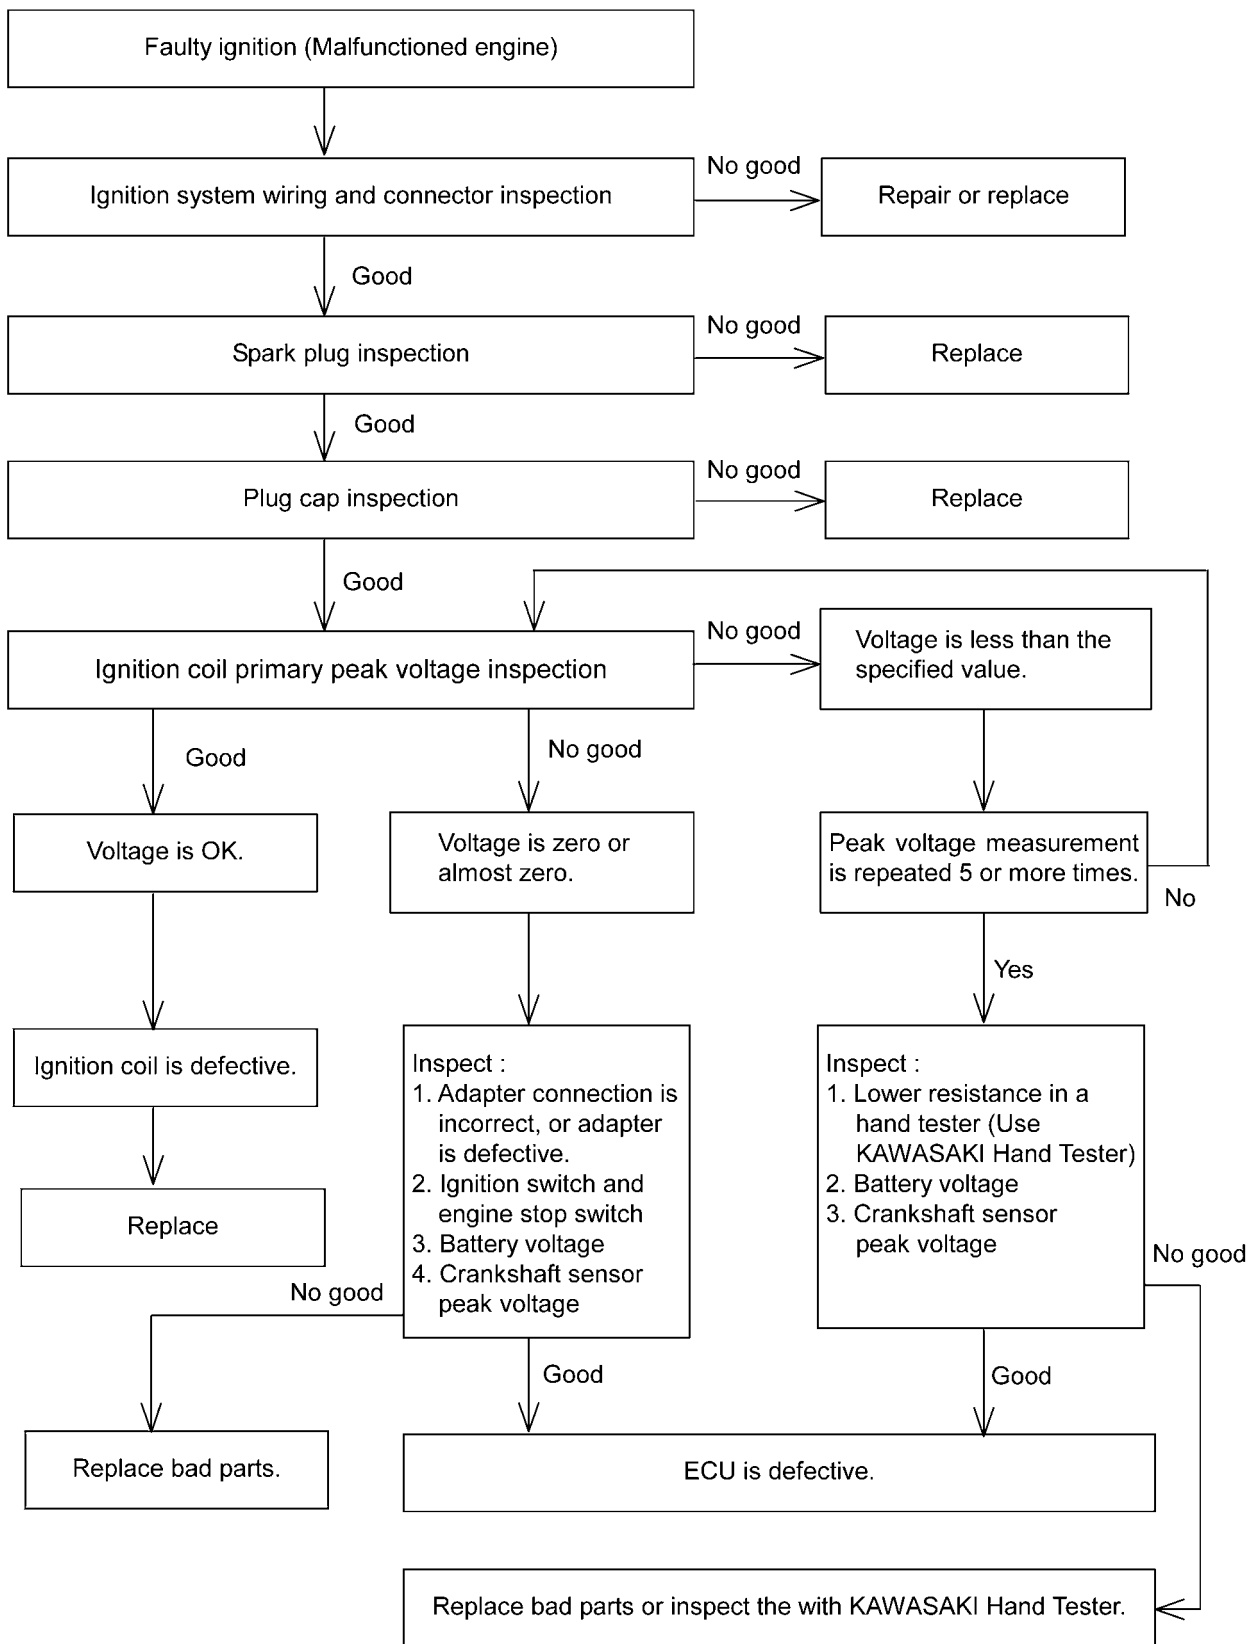 Faulty ignition (Malfunctioned engine)
Ignition system wiring and connector inspection
No good
Repair or replace
Good
Spark plug inspection
No good
Replace
Good
Plug cap inspection
No good
Replace
Good
Ignition coil primary peak voltage inspection
No good
Voltage is less than the
specified value.
Good
No good
Voltage is OK.
Voltage is zero or
almost zero.
Peak voltage measurement
is repeated 5 or more times.
No
Yes
Ignition coil is defective.
Replace
Inspect :
1. Adapter connection is
incorrect, or adapter
is defective.
2. Ignition switch and
engine stop switch
3. Battery voltage
4. Crankshaft sensor
peak voltage
Inspect :
1. Lower resistance in a
hand tester (Use
KAWASAKI Hand Tester)
2. Battery voltage
3. Crankshaft sensor
peak voltage
No good
No good
Good
Good
Replace bad parts.
ECU is defective.
Replace bad parts or inspect the with KAWASAKI Hand Tester.